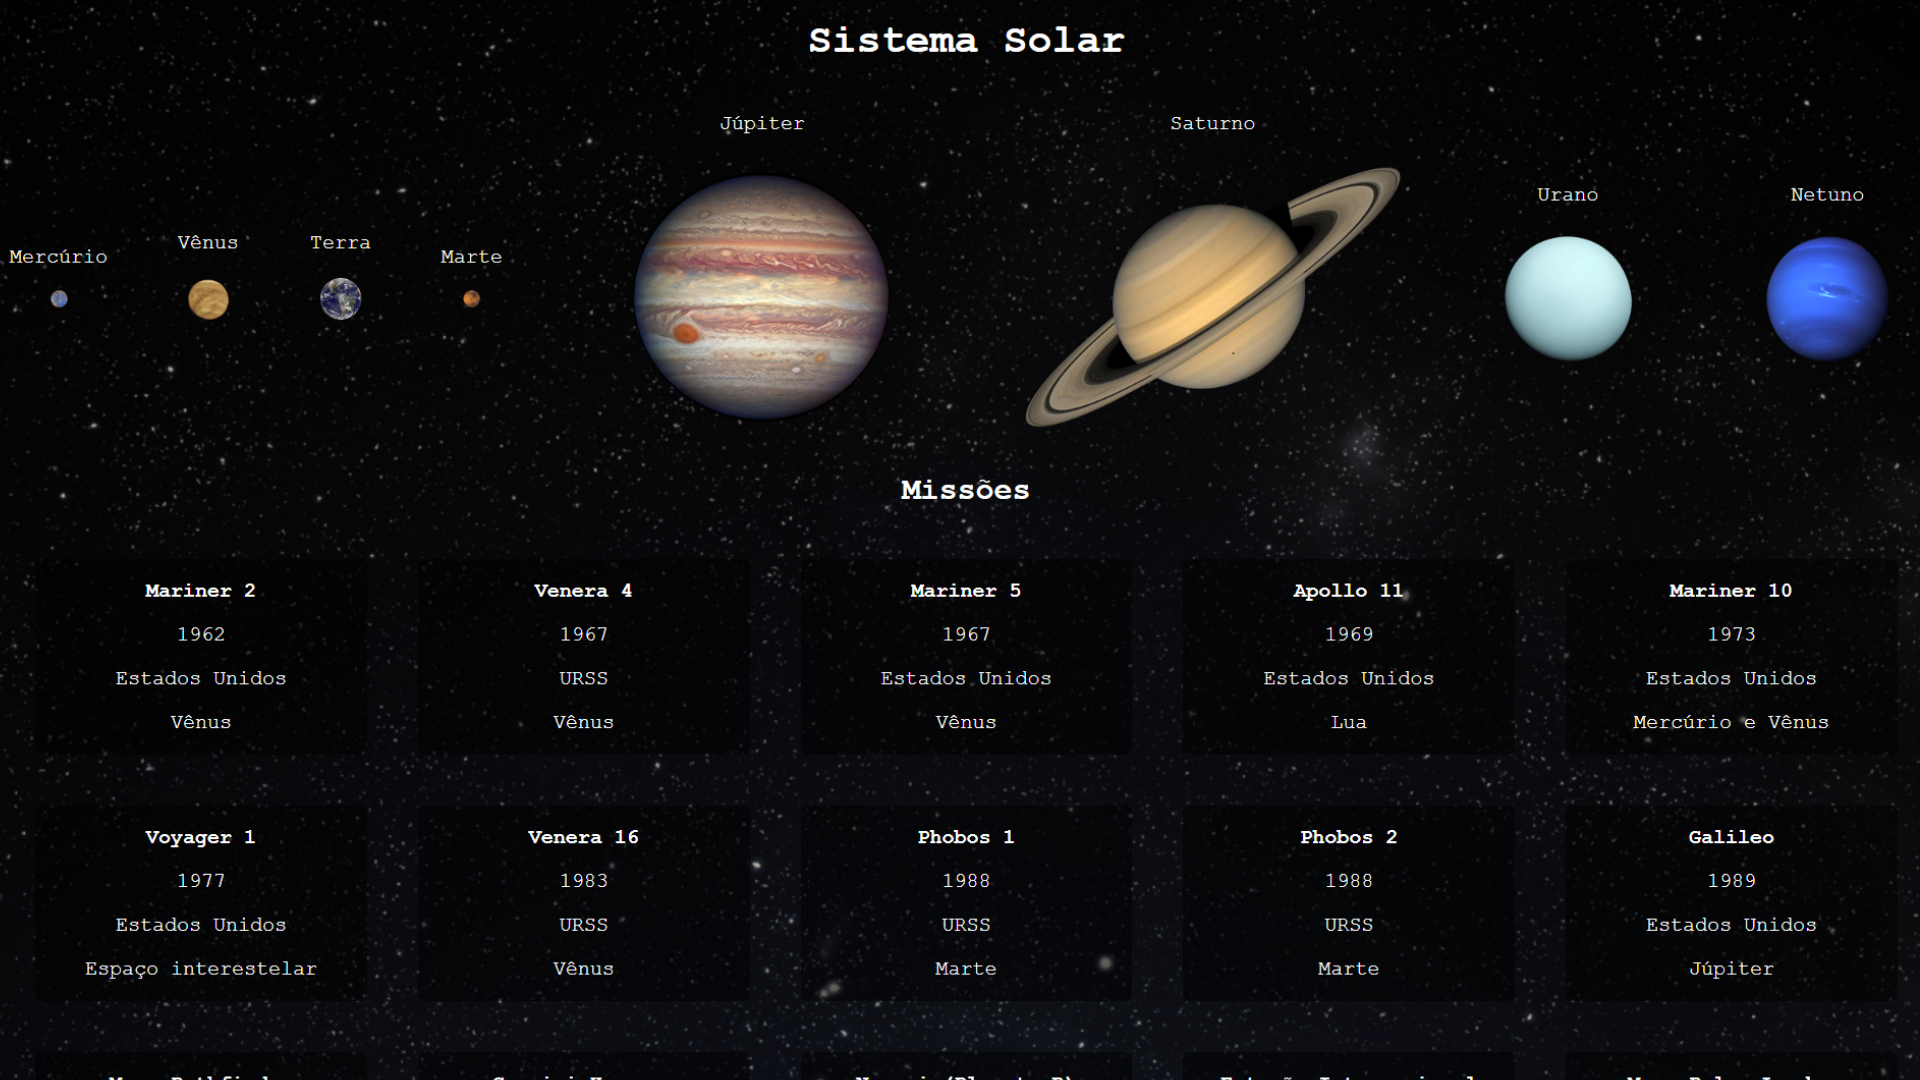 Sistema Solar
Mercúrio
Vênus
Terra
Marte
Júpiter
Saturno
Urano
Netuno
Missões
Mariner 2
1962
Estados Unidos
Vênus
Venera 4
1967
URSS
Vênus
Mariner 5
1967
Estados Unidos
Vênus
Apollo 11
1969
Estados Unidos
Lua
Mariner 10
1973
Estados Unidos
Mercúrio e Vênus
Voyager 1
1977
Estados Unidos
Espaço interestelar
Venera 16
1983
URSS
Vênus
Phobos 1
1988
URSS
Marte
Phobos 2
1988
URSS
Marte
Galileo
1989
Estados Unidos
Júpiter